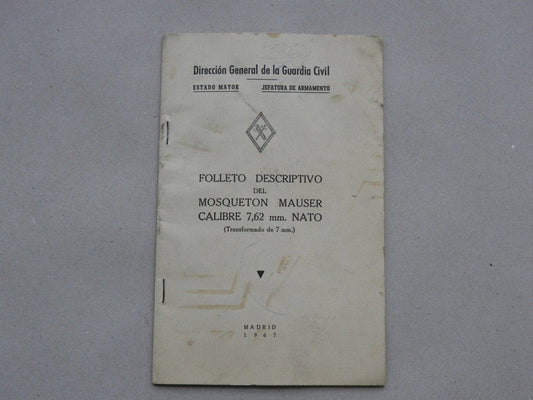 Dirección General de la Guardia Civil
ESTADO MAYOR JEFATURA DE ARMAMENTO
FOLLETO DESCRIPTIVO
DEL
MOSQUETON MAUSER
CALIBRE 7,62 mm. NATO
(Transformado de 7 mm.)
MADRID
1967